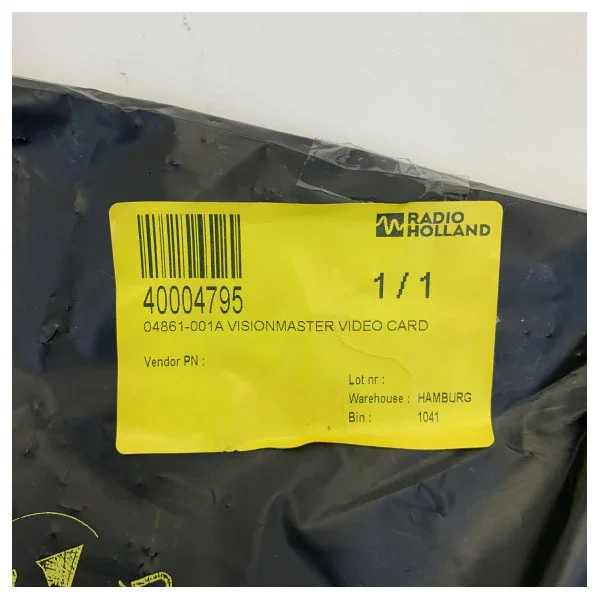 RADIO
HOLLAND
40004795
1 / 1
04861-001A VISIONMASTER VIDEO CARD
Vendor PN :
Lot nr :
Warehouse : HAMBURG
Bin : 1041